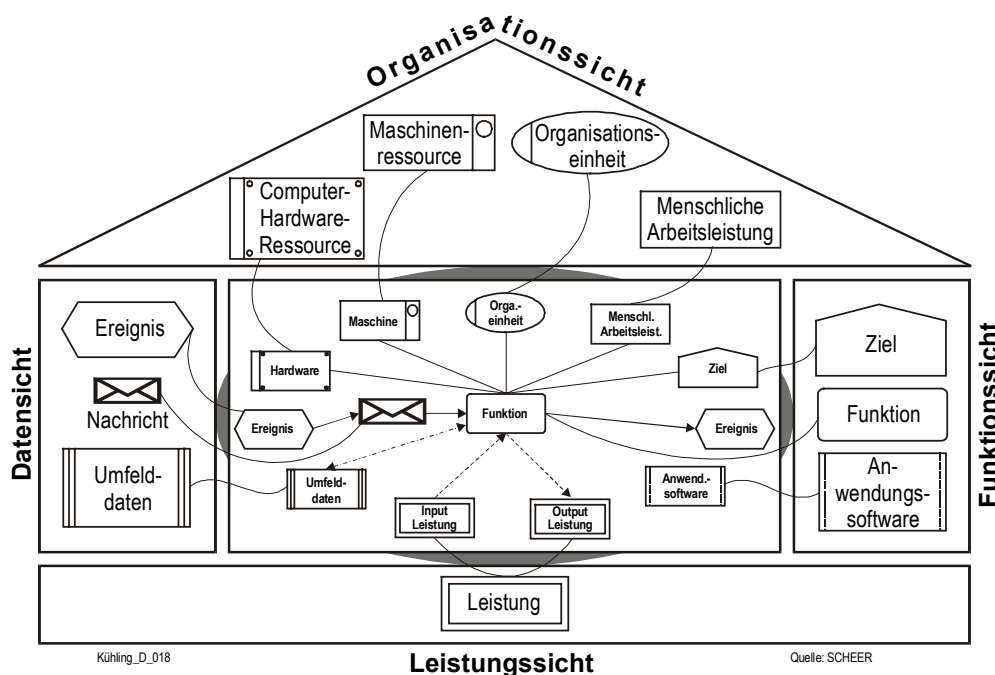 Organisationssicht
Maschinen-
ressource
Organisations-
einheit
Computer-
Hardware-
Ressource
Menschliche
Arbeitsleistung
Datensicht
Ereignis
Nachricht
Umfeld-
daten
Maschine
Orga.-
einheit
Menschl.
Arbeitsleist.
Hardware
Ziel
Ereignis
Funktion
Ereignis
Umfeld-
daten
Anwend.-
software
Input
Leistung
Output
Leistung
Ziel
Funktion
An-
wendungs-
software
Funktionssicht
Leistung
Kühling_D_018
Leistungssicht
Quelle: SCHEER